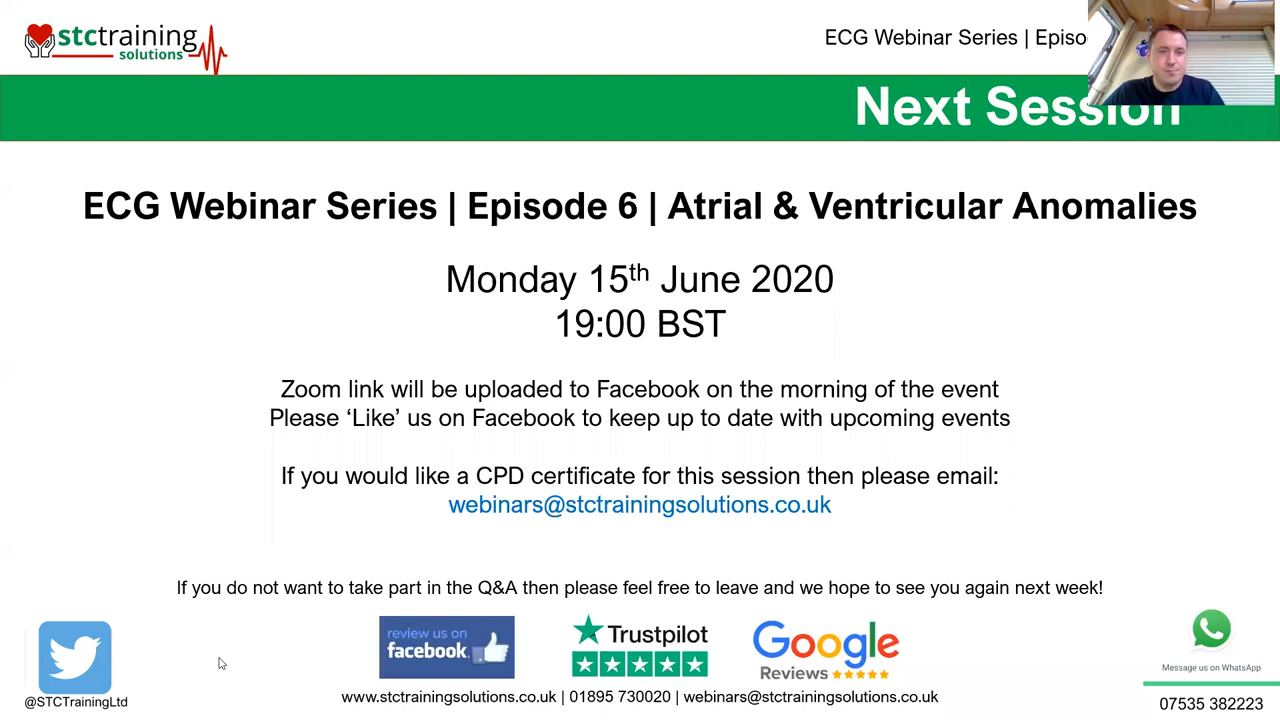 stctraining
solutions
ECG Webinar Series | Episo
Next Session
ECG Webinar Series | Episode 6 | Atrial & Ventricular Anomalies
Monday 15th June 2020
19:00 BST
Zoom link will be uploaded to Facebook on the morning of the event
Please ‘Like’ us on Facebook to keep up to date with upcoming events
If you would like a CPD certificate for this session then please email:
webinars@stctrainingsolutions.co.uk
If you do not want to take part in the Q&A then please feel free to leave and we hope to see you again next week!
review us on
facebook.
Trustpilot
Google
Reviews
Message us on WhatsApp
@STCTrainingLtd
www.stctrainingsolutions.co.uk | 01895 730020 | webinars@stctrainingsolutions.co.uk
07535 382223